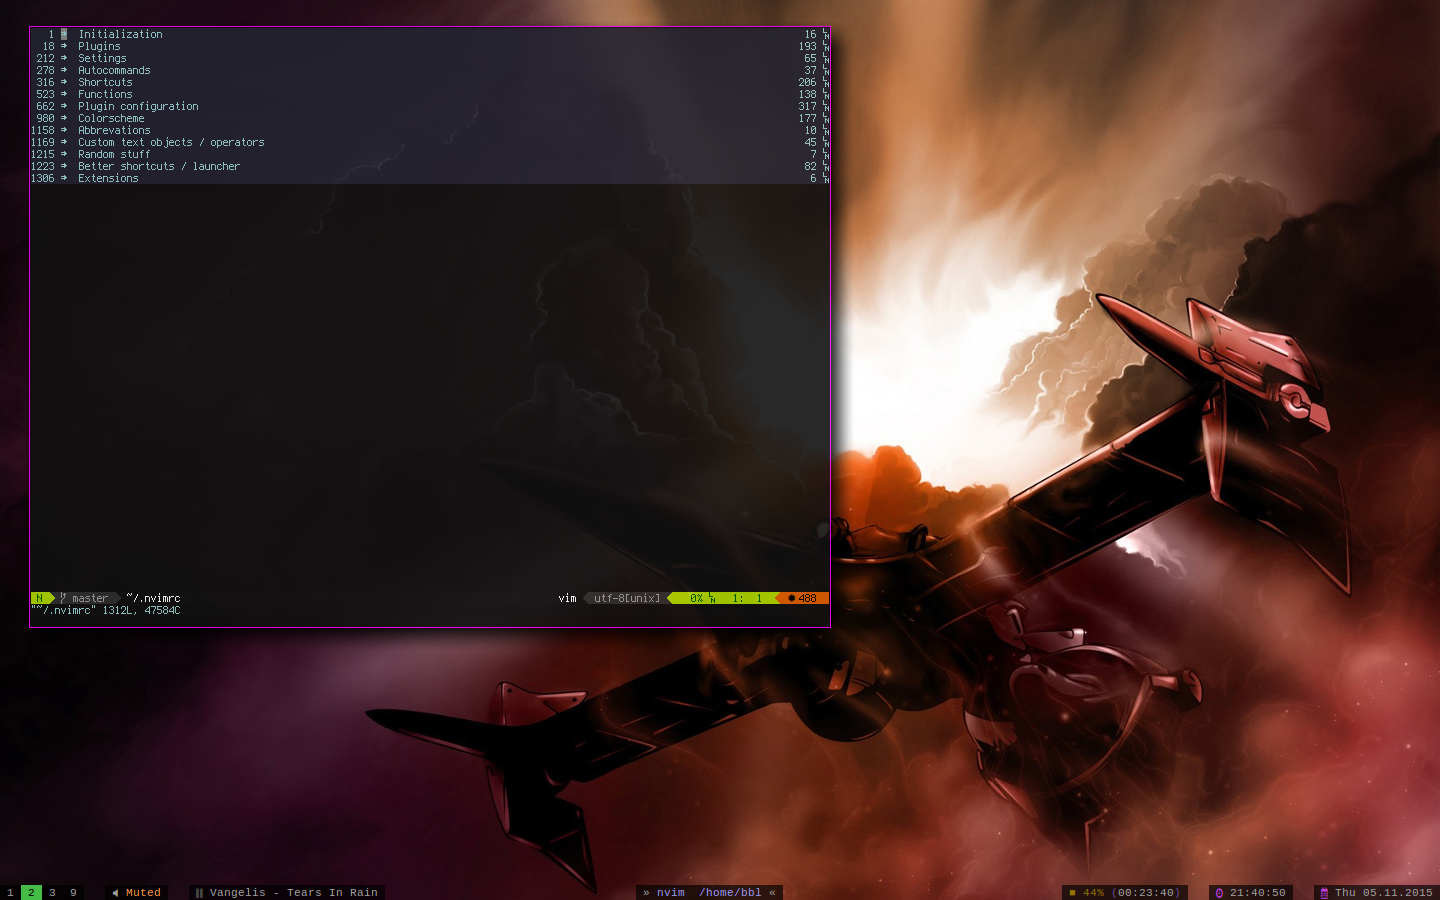 1 ➔ Initialization 16 ␤
18 ➔ Plugins 193 ␤
212 ➔ Settings 65 ␤
278 ➔ Autocommands 37 ␤
316 ➔ Shortcuts 206 ␤
523 ➔ Functions 138 ␤
662 ➔ Plugin configuration 317 ␤
980 ➔ Colorscheme 177 ␤
1158 ➔ Abbrevations 10 ␤
1169 ➔ Custom text objects / operators 45 ␤
1215 ➔ Random stuff 7 ␤
1223 ➔ Better shortcuts / launcher 82 ␤
1306 ➔ Extensions 6 ␤
N master ~/.nvimrc vim utf-8[unix] 0% ␤ 1: 1 ✹ 488
"~/.nvimrc" 1312L, 47584C
1 2 3 9 Muted Vangelis - Tears In Rain » nvim /home/bbl « 44% (00:23:40) 21:40:50 Thu 05.11.2015